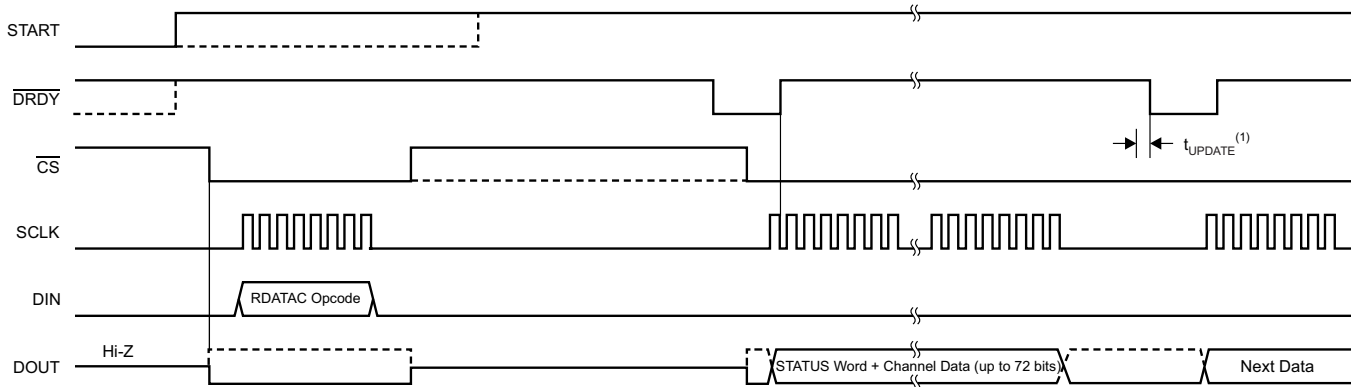 START
DRDY
t_UPDATE^(1)
CS
SCLK
DIN
RDATAC Opcode
DOUT
Hi-Z
STATUS Word + Channel Data (up to 72 bits)
Next Data